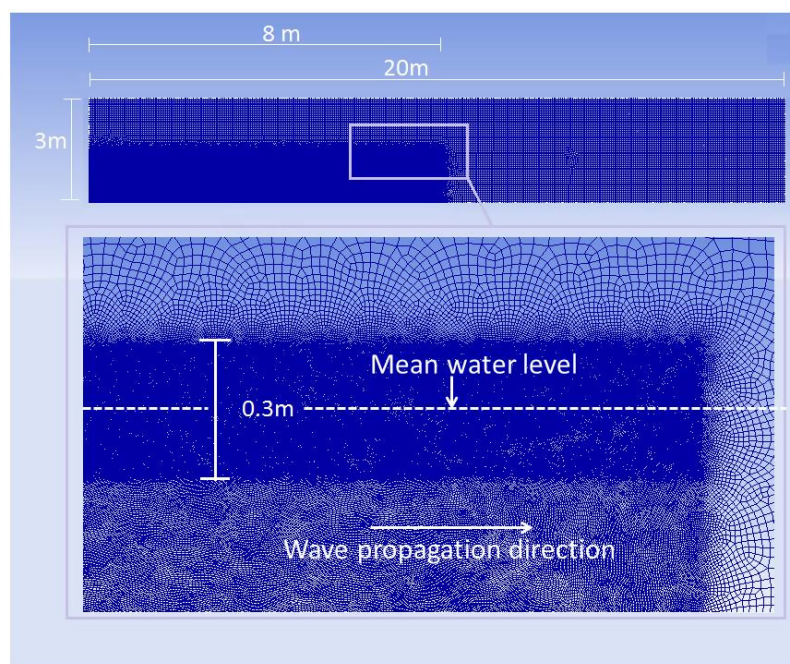 8 m
20m
3m
Mean water level
0.3m
Wave propagation direction